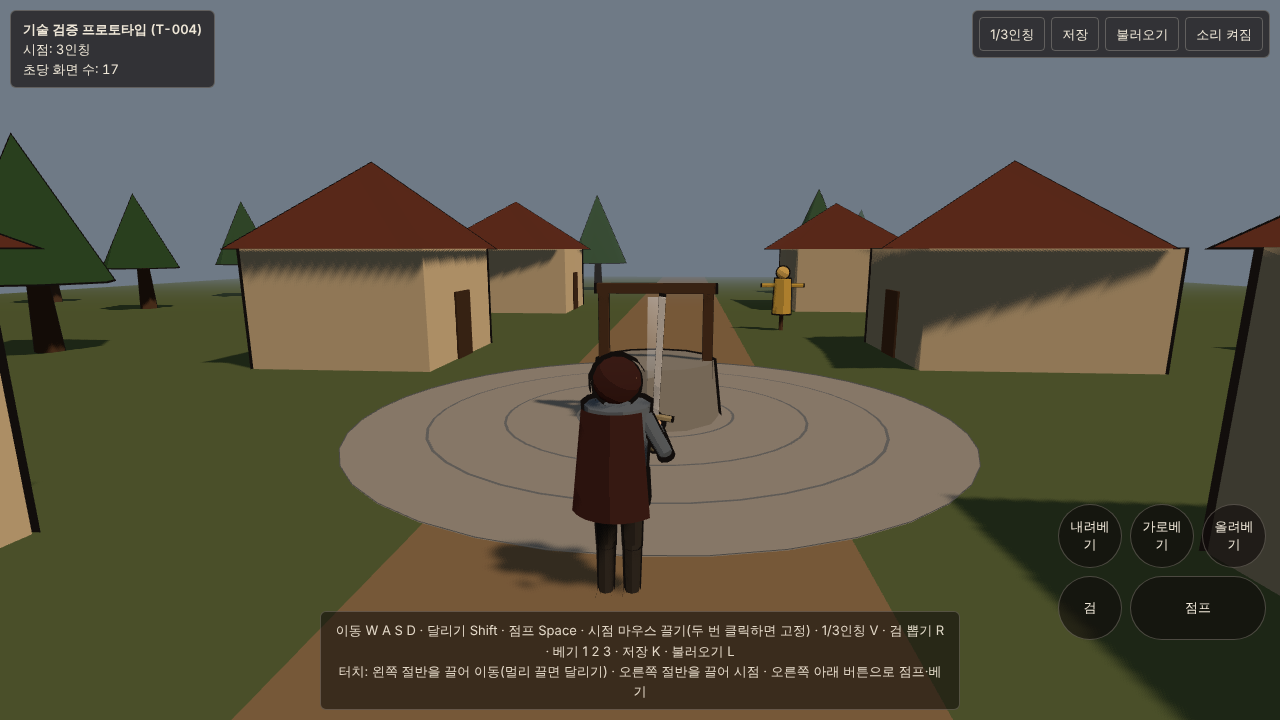 기술 검증 프로토타입 (T-004)
시점: 3인칭
초당 화면 수: 17
1/3인칭
저장
불러오기
소리 켜짐
내려베
기
가로베
기
올려베
기
검
점프
이동 W A S D · 달리기 Shift · 점프 Space · 시점 마우스 끌기(두 번 클릭하면 고정) · 1/3인칭 V · 검 뽑기 R
· 베기 1 2 3 · 저장 K · 불러오기 L
터치: 왼쪽 절반을 끌어 이동(멀리 끌면 달리기) · 오른쪽 절반을 끌어 시점 · 오른쪽 아래 버튼으로 점프·베
기